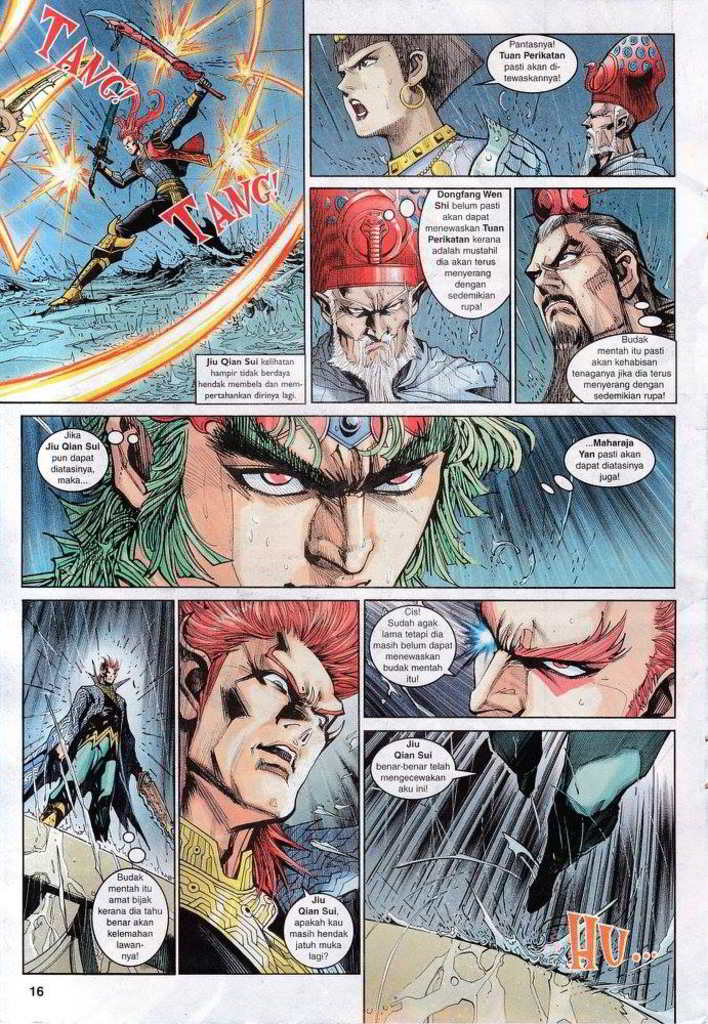 TANG!
TANG!
Jiu Qian Sui kelihatan
hampir tidak berdaya
hendak membela dan mem-
pertahankan dirinya lagi.
Pantasnya!
Tuan Perikatan
pasti akan di-
tewaskannya!
Dongfang Wen
Shi belum pasti
akan dapat
menewaskan Tuan
Perikatan kerana
adalah mustahil
dia akan terus
menyerang
dengan
sedemikian
rupa!
Budak
mentah itu pasti
akan kehabisan
tenaganya jika dia terus
menyerang dengan
sedemikian rupa!
Jika
Jiu Qian Sui
pun dapat
diatasinya,
maka...
...Maharaja
Yan pasti akan
dapat diatasinya
juga!
Budak
mentah itu
amat bijak
kerana dia tahu
benar akan
kelemahan
lawan-
nya!
Jiu
Qian Sui,
apakah kau
masih hendak
jatuh muka
lagi?
Cis!
Sudah agak
lama tetapi dia
masih belum dapat
menewaskan
budak mentah
itu!
Jiu
Qian Sui
benar-benar telah
mengecewakan
aku ini!
HU...
16